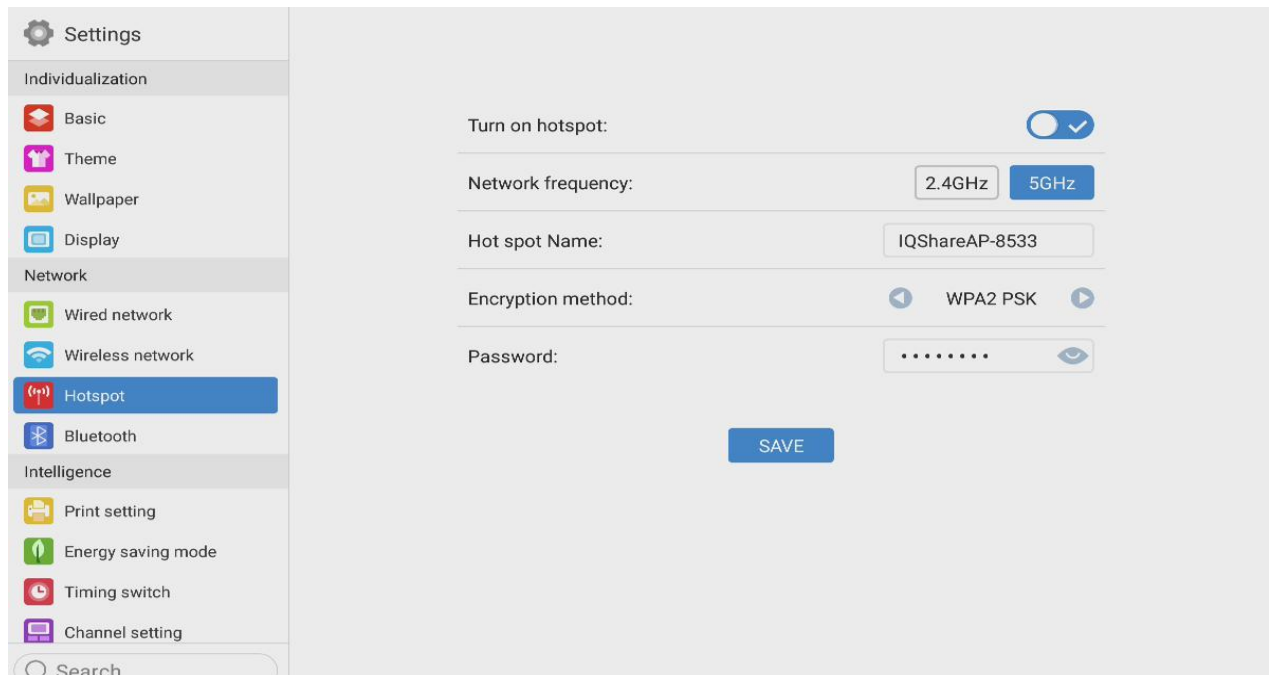 Settings
Individualization
Basic
Theme
Wallpaper
Display
Network
Wired network
Wireless network
Hotspot
Bluetooth
Intelligence
Print setting
Energy saving mode
Timing switch
Channel setting
Search
Turn on hotspot:
Network frequency: 2.4GHz 5GHz
Hot spot Name: IQShareAP-8533
Encryption method: WPA2 PSK
Password: ••••••••
SAVE